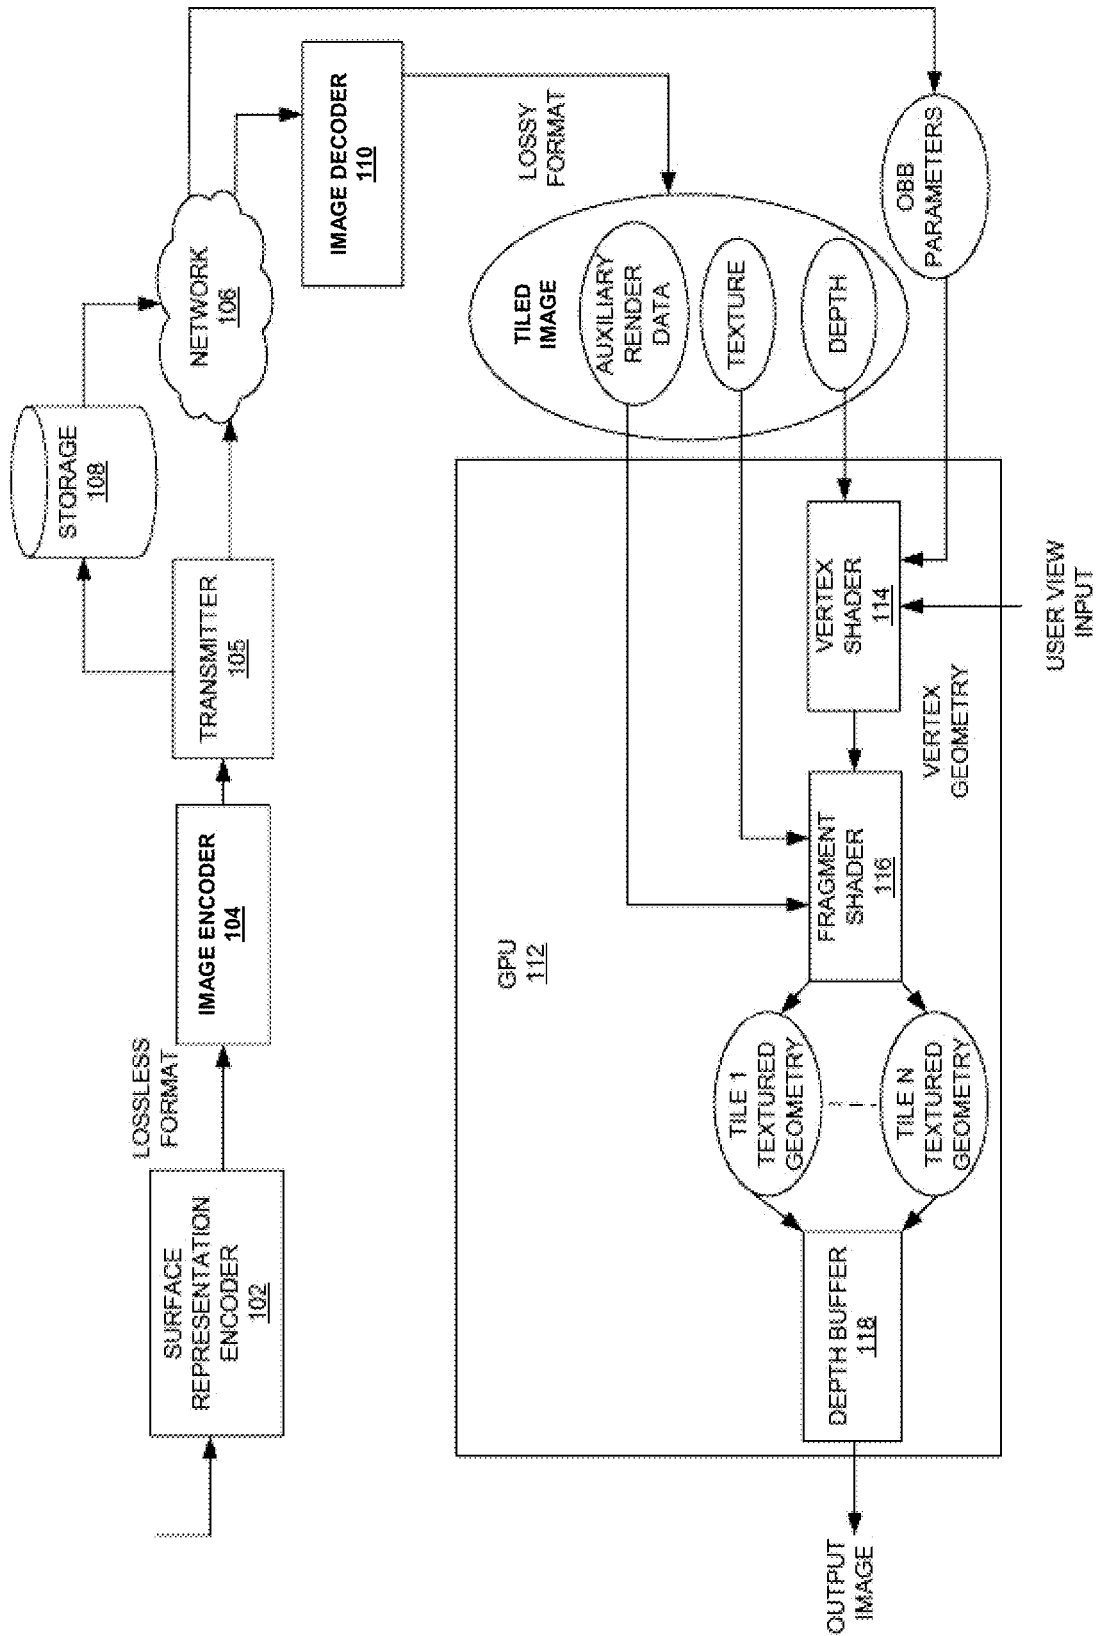 SURFACE
REPRESENTATION
ENCODER
102
LOSSLESS
FORMAT
IMAGE ENCODER
104
TRANSMITTER
105
STORAGE
108
NETWORK
106
IMAGE DECODER
110
LOSSY
FORMAT
TILED
IMAGE
AUXILIARY
RENDER
DATA
TEXTURE
DEPTH
OBB
PARAMETERS
GPU
112
VERTEX
SHADER
114
USER VIEW
INPUT
VERTEX
GEOMETRY
FRAGMENT
SHADER
116
TILE 1
TEXTURED
GEOMETRY
TILE N
TEXTURED
GEOMETRY
DEPTH BUFFER
118
OUTPUT
IMAGE